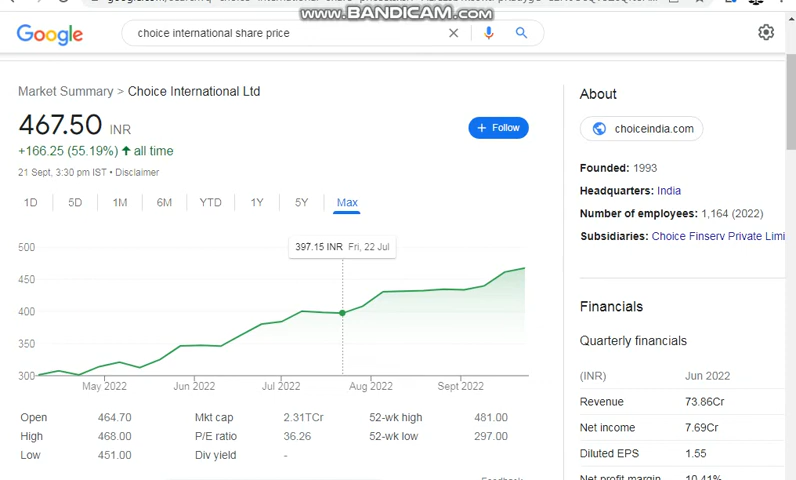 www.BANDICAM.com
Google
choice international share price
Market Summary > Choice International Ltd
467.50 INR
+ Follow
+166.25 (55.19%) ↑ all time
21 Sept, 3:30 pm IST • Disclaimer
1D 5D 1M 6M YTD 1Y 5Y Max
397.15 INR Fri, 22 Jul
500
450
400
350
300
May 2022 Jun 2022 Jul 2022 Aug 2022 Sept 2022
Open 464.70 Mkt cap 2.31TCr 52-wk high 481.00
High 468.00 P/E ratio 36.26 52-wk low 297.00
Low 451.00 Div yield -
About
choiceindia.com
Founded: 1993
Headquarters: India
Number of employees: 1,164 (2022)
Subsidiaries: Choice Finserv Private Limi
Financials
Quarterly financials
(INR) Jun 2022
Revenue 73.86Cr
Net income 7.69Cr
Diluted EPS 1.55
Net profit margin 10.41%